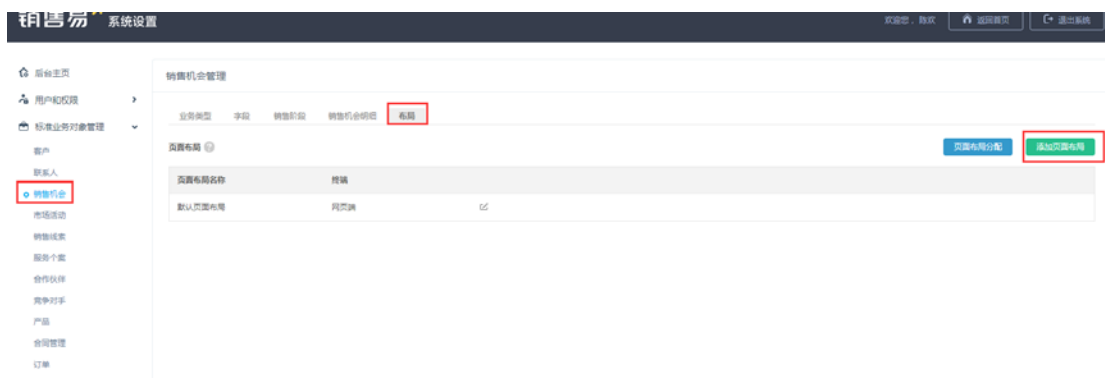 销售易 系统设置
欢迎您，陈欢 返回首页 退出系统
后台主页
用户和权限
标准业务对象管理
客户
联系人
销售机会
市场活动
销售线索
服务个案
合作伙伴
竞争对手
产品
合同管理
订单
销售机会管理
业务类型 字段 销售阶段 销售机会明细 布局
页面布局 页面布局分配 添加页面布局
页面布局名称 终端
默认页面布局 网页端